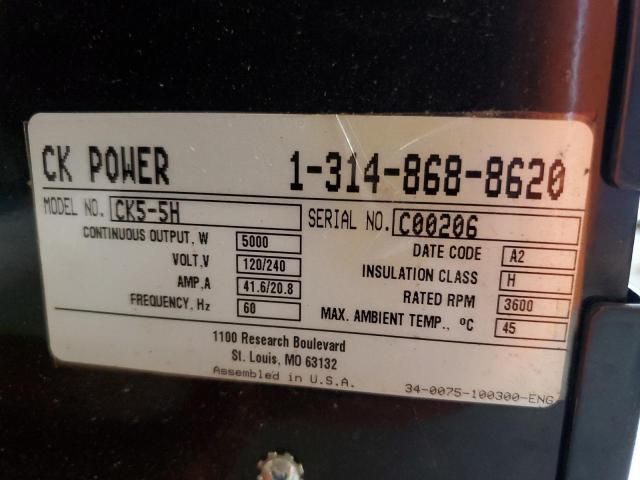 CK POWER 1-314-868-8620
MODEL NO. CK5-5H SERIAL NO. C00206
CONTINUOUS OUTPUT, W 5000 DATE CODE A2
VOLT, V 120/240 INSULATION CLASS H
AMP, A 41.6/20.8 RATED RPM 3600
FREQUENCY, Hz 60 MAX. AMBIENT TEMP., ºC 45
1100 Research Boulevard
St. Louis, MO 63132
Assembled in U.S.A.
34-0075-100300-ENG